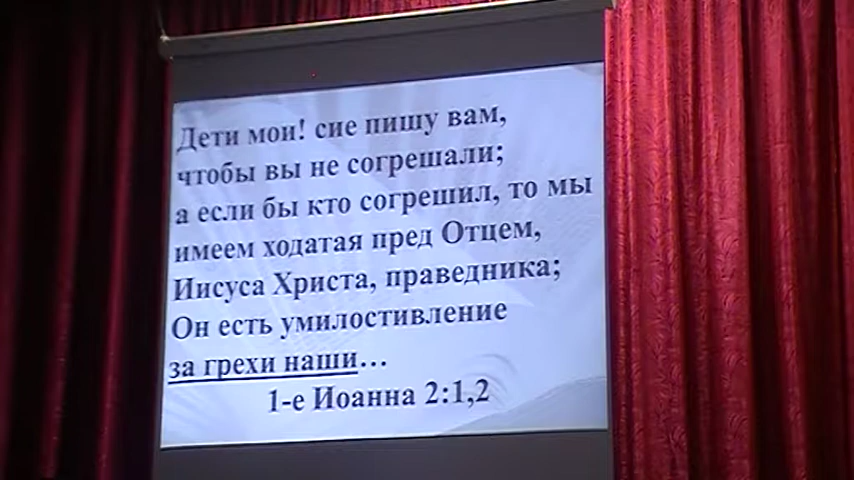 Дети мои! сие пишу вам,
чтобы вы не согрешали;
а если бы кто согрешил, то мы
имеем ходатая пред Отцем,
Иисуса Христа, праведника;
Он есть умилостивление
за грехи наши...
1-е Иоанна 2:1,2